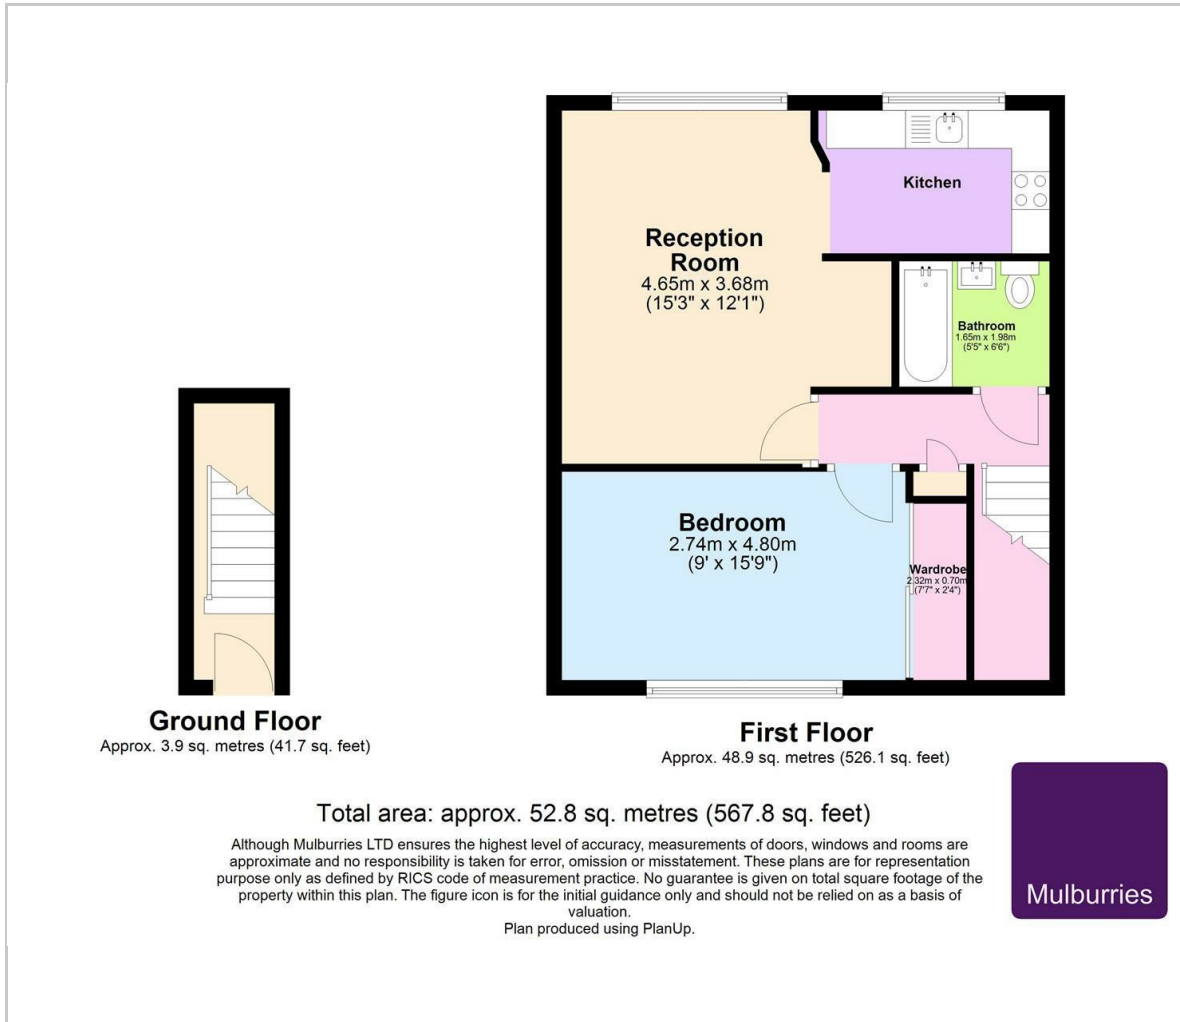 Kitchen
Reception
Room
4.65m x 3.68m
(15'3" x 12'1")
Bathroom
1.65m x 1.98m
(5'5" x 6'6")
Bedroom
2.74m x 4.80m
(9' x 15'9")
Wardrobe
2.32m x 0.70m
(7'7" x 2'4")
Ground Floor
Approx. 3.9 sq. metres (41.7 sq. feet)
First Floor
Approx. 48.9 sq. metres (526.1 sq. feet)
Total area: approx. 52.8 sq. metres (567.8 sq. feet)
Although Mulburries LTD ensures the highest level of accuracy, measurements of doors, windows and rooms are
approximate and no responsibility is taken for error, omission or misstatement. These plans are for representation
purpose only as defined by RICS code of measurement practice. No guarantee is given on total square footage of the
property within this plan. The figure icon is for the initial guidance only and should not be relied on as a basis of
valuation.
Plan produced using PlanUp.
Mulburries